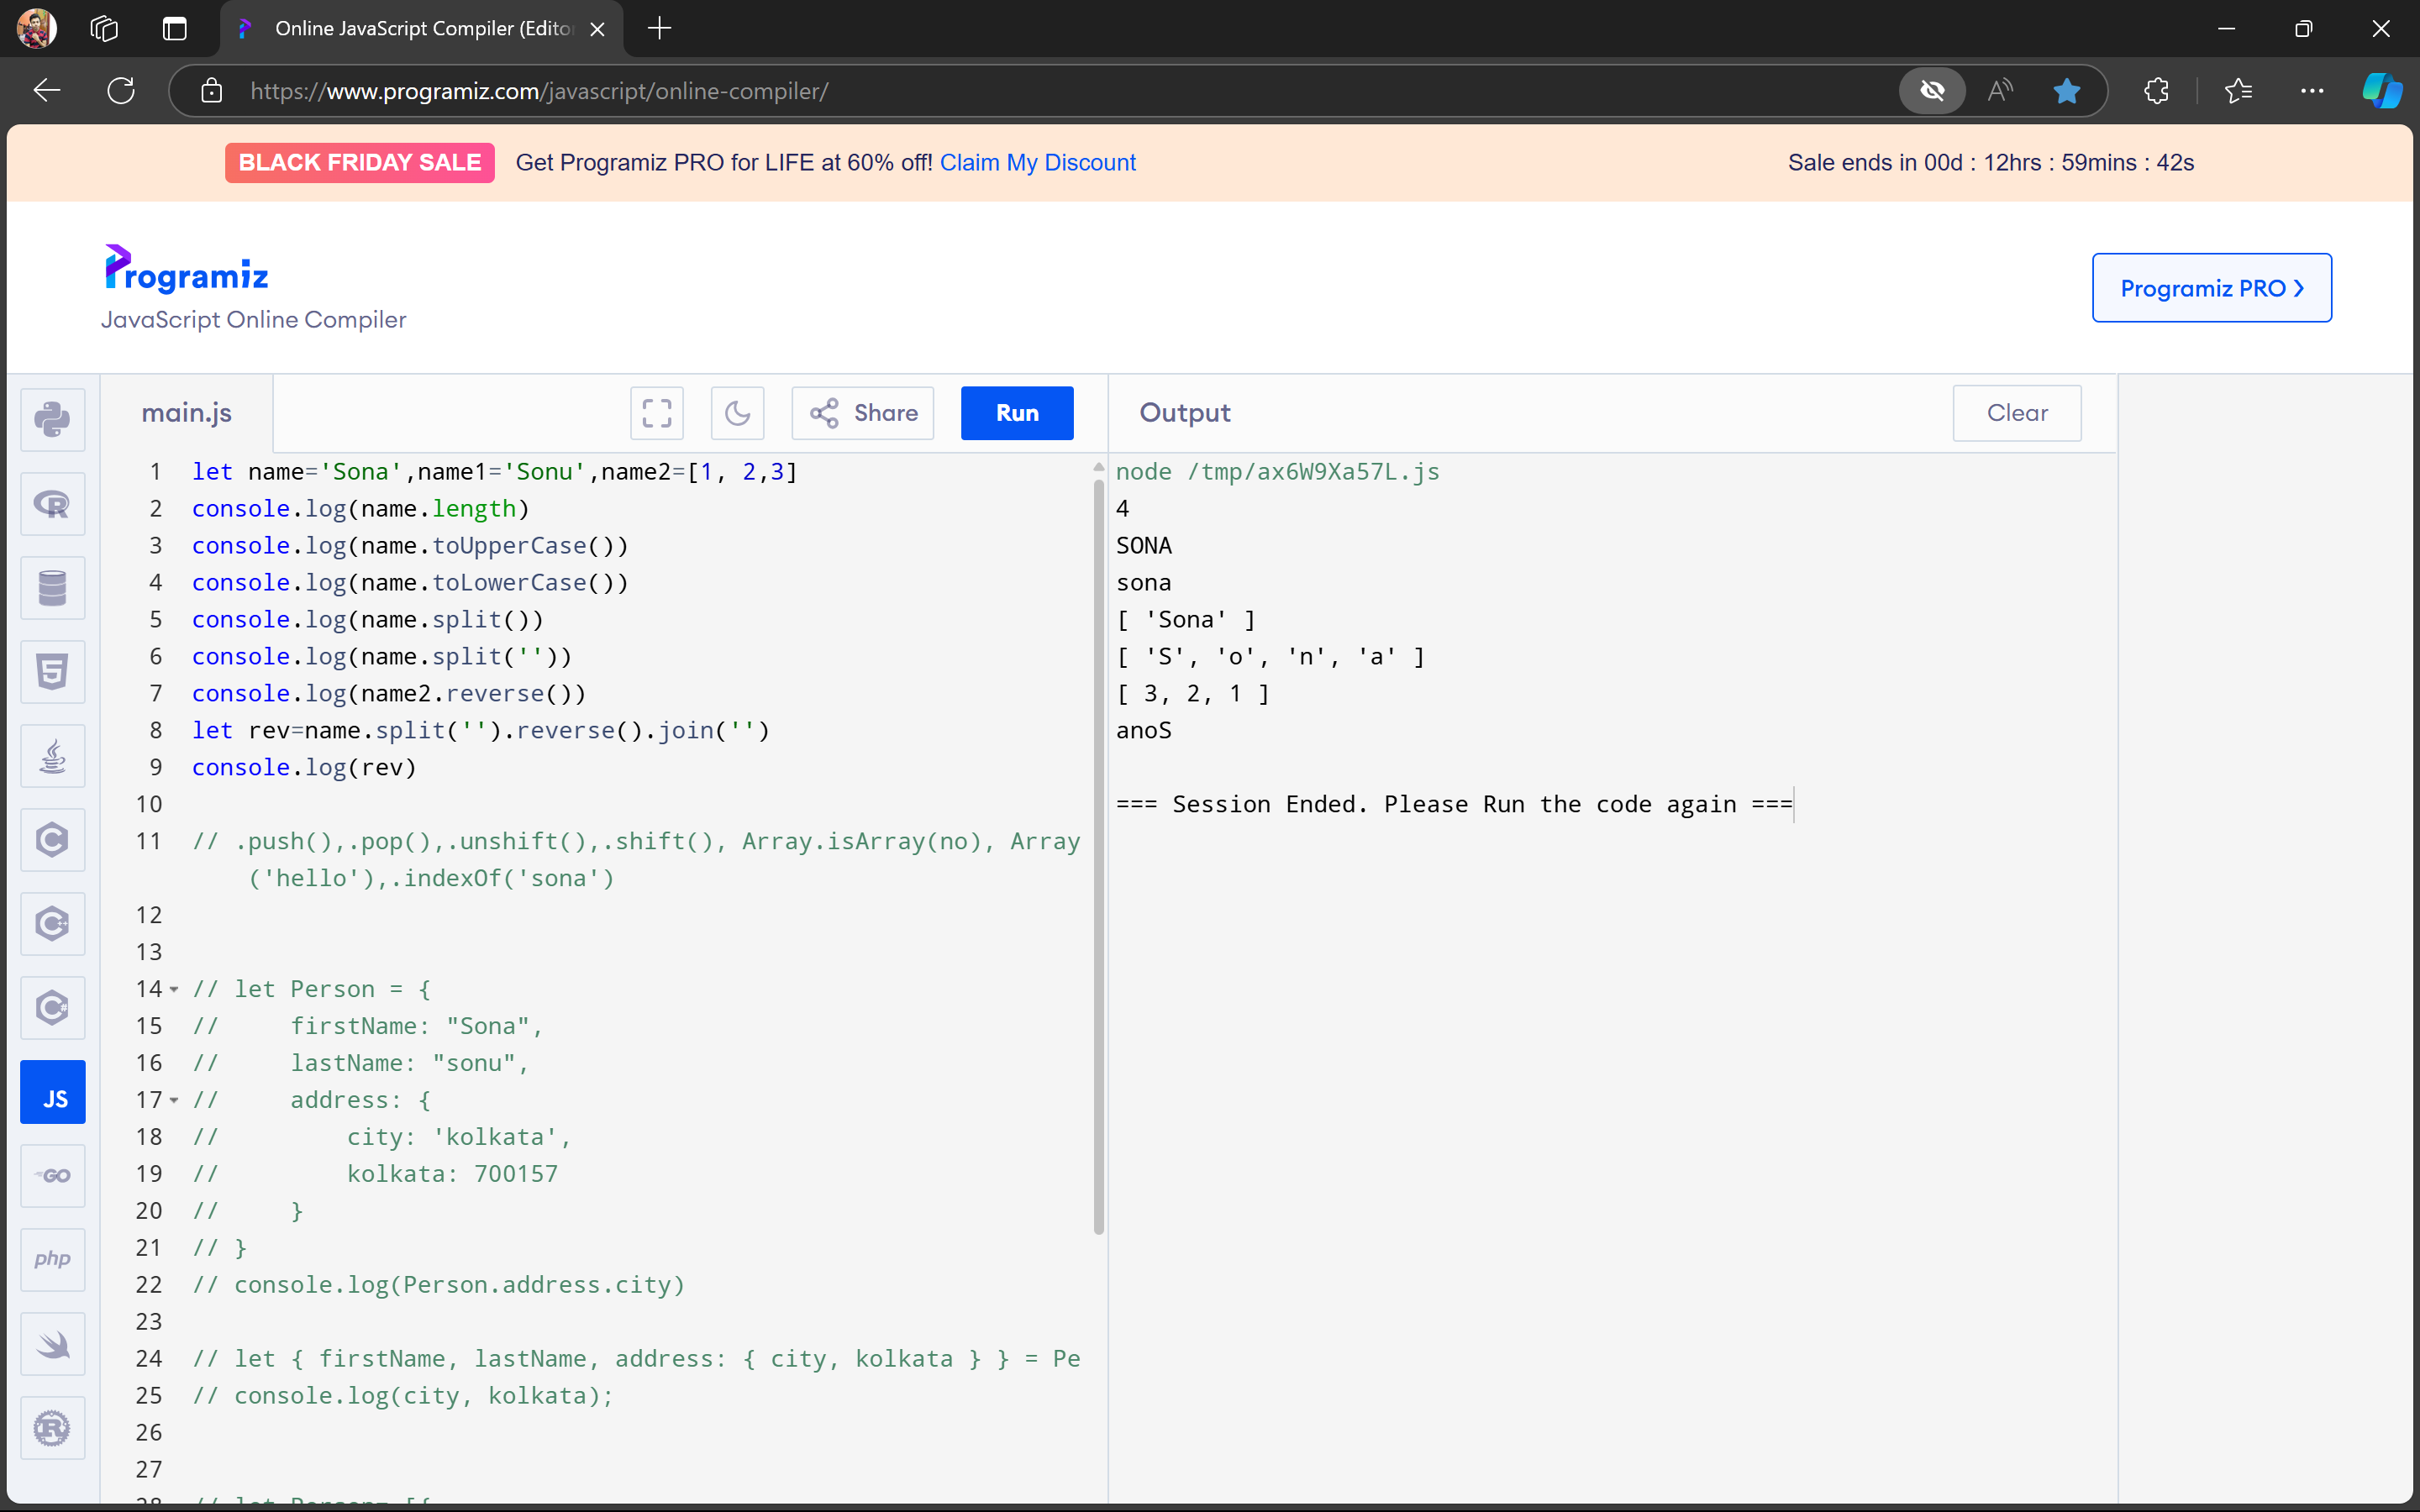 Online JavaScript Compiler (Editor
https://www.programiz.com/javascript/online-compiler/
BLACK FRIDAY SALE Get Programiz PRO for LIFE at 60% off! Claim My Discount Sale ends in 00d : 12hrs : 59mins : 42s
Programiz
JavaScript Online Compiler
Programiz PRO ›
main.js Share Run
1 let name='Sona',name1='Sonu',name2=[1, 2,3]
2 console.log(name.length)
3 console.log(name.toUpperCase())
4 console.log(name.toLowerCase())
5 console.log(name.split())
6 console.log(name.split(''))
7 console.log(name2.reverse())
8 let rev=name.split('').reverse().join('')
9 console.log(rev)
10
11 // .push(),.pop(),.unshift(),.shift(), Array.isArray(no), Array
('hello'),.indexOf('sona')
12
13
14 // let Person = {
15 //     firstName: "Sona",
16 //     lastName: "sonu",
17 //     address: {
18 //         city: 'kolkata',
19 //         kolkata: 700157
20 //     }
21 // }
22 // console.log(Person.address.city)
23
24 // let { firstName, lastName, address: { city, kolkata } } = Pe
25 // console.log(city, kolkata);
26
27
Output Clear
node /tmp/ax6W9Xa57L.js
4
SONA
sona
[ 'Sona' ]
[ 'S', 'o', 'n', 'a' ]
[ 3, 2, 1 ]
anoS
=== Session Ended. Please Run the code again ===
R
5
C
C+
C#
JS
GO
php
R